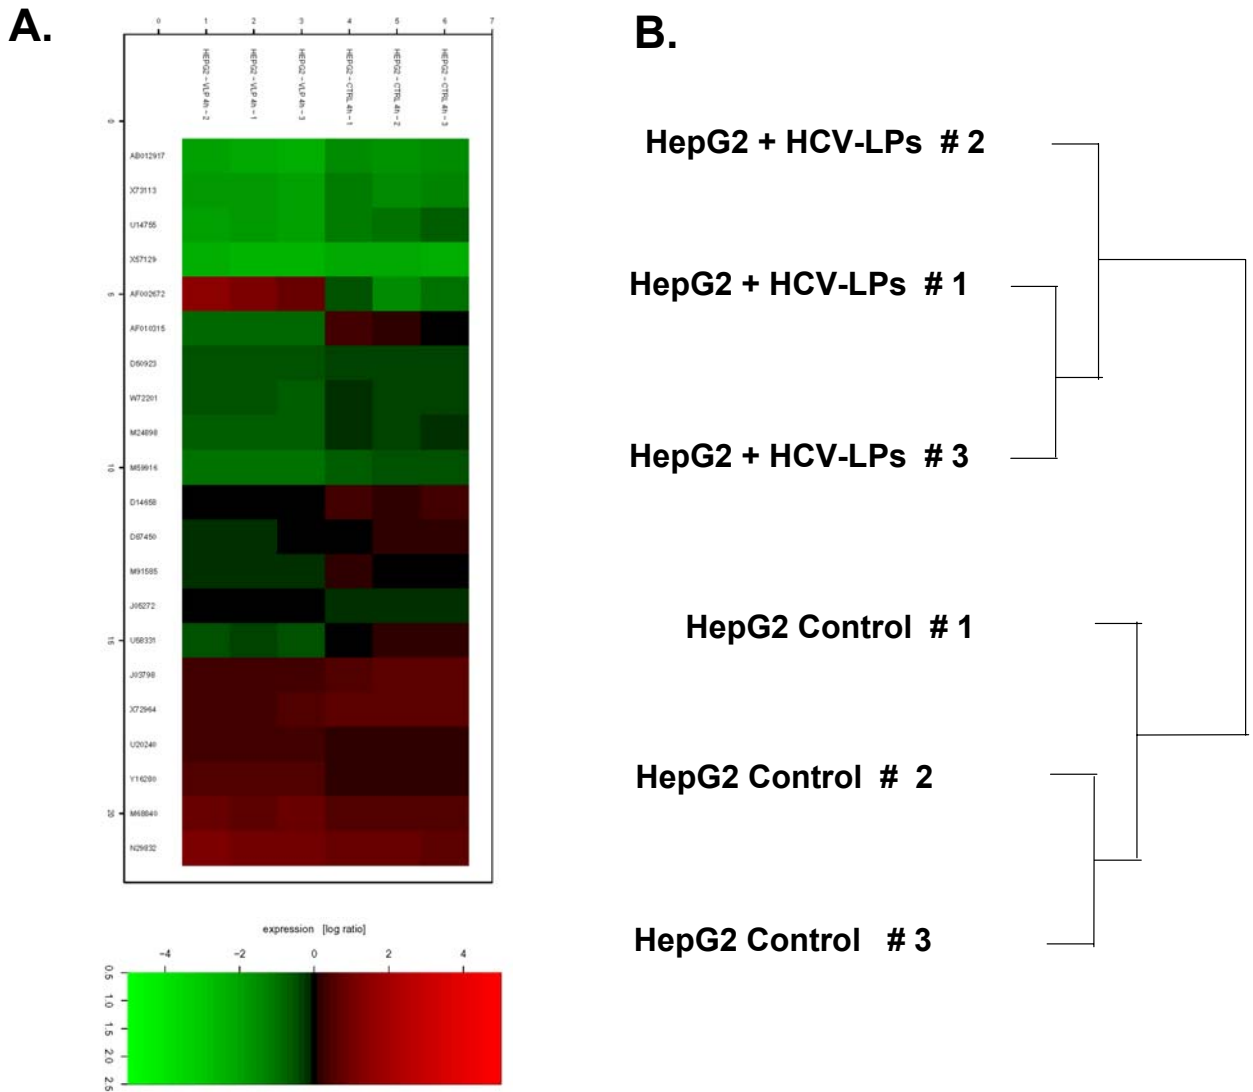 A.
0 1 2 3 4 5 6 7
HEPG2 - VLP 4h - 2
HEPG2 - VLP 4h - 1
HEPG2 - VLP 4h - 3
HEPG2 - CTRL 4h - 1
HEPG2 - CTRL 4h - 2
HEPG2 - CTRL 4h - 3
0
AB012917
X73113
U14755
X57129
5
AF002672
AF010315
D50923
W72201
M24898
10
M59916
D14658
D87450
M91585
J05272
15
U58331
J03798
X72964
U20240
Y16280
20
M68840
N29832
expression [log ratio]
-4 -2 0 2 4
0.5
1.0
1.5
2.0
2.5
B.
HepG2 + HCV-LPs # 2
HepG2 + HCV-LPs # 1
HepG2 + HCV-LPs # 3
HepG2 Control # 1
HepG2 Control # 2
HepG2 Control # 3